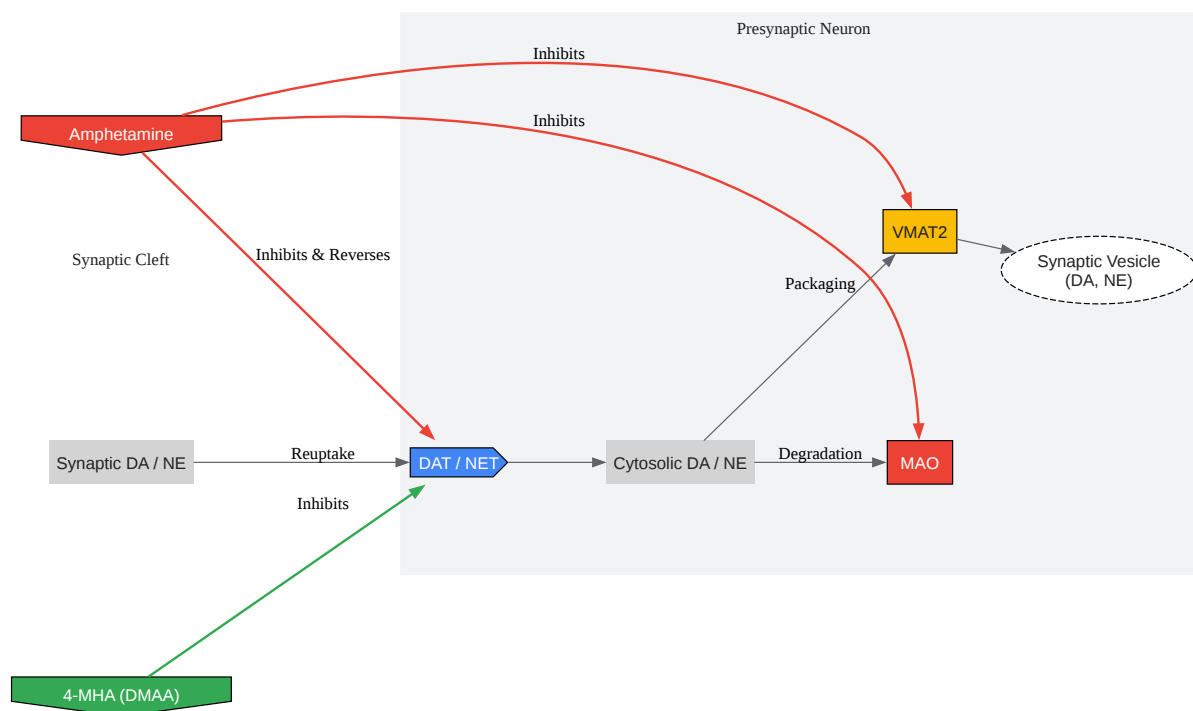 Presynaptic Neuron
Inhibits
Inhibits
Amphetamine
VMAT2
Inhibits & Reverses
Synaptic Cleft
Synaptic Vesicle
(DA, NE)
Packaging
Synaptic DA / NE
Reuptake
DAT / NET
Cytosolic DA / NE
Degradation
MAO
Inhibits
4-MHA (DMAA)